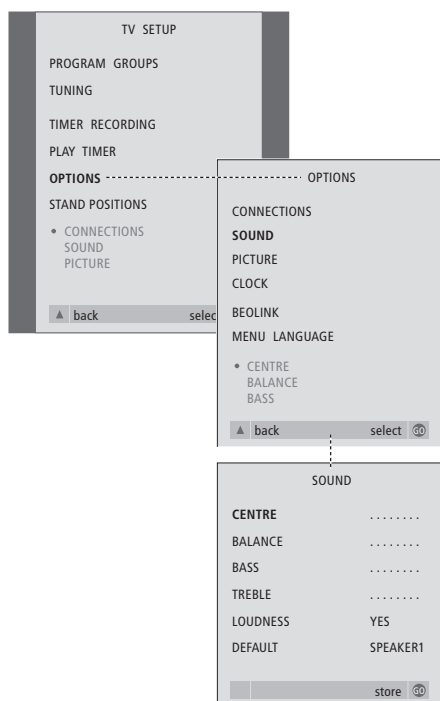 TV SETUP
PROGRAM GROUPS
TUNING
TIMER RECORDING
PLAY TIMER
OPTIONS
STAND POSITIONS
• CONNECTIONS
SOUND
PICTURE
▲ back selec
OPTIONS
CONNECTIONS
SOUND
PICTURE
CLOCK
BEOLINK
MENU LANGUAGE
• CENTRE
BALANCE
BASS
▲ back select GO
SOUND
CENTRE ........
BALANCE ........
BASS ........
TREBLE ........
LOUDNESS YES
DEFAULT SPEAKER1
store GO